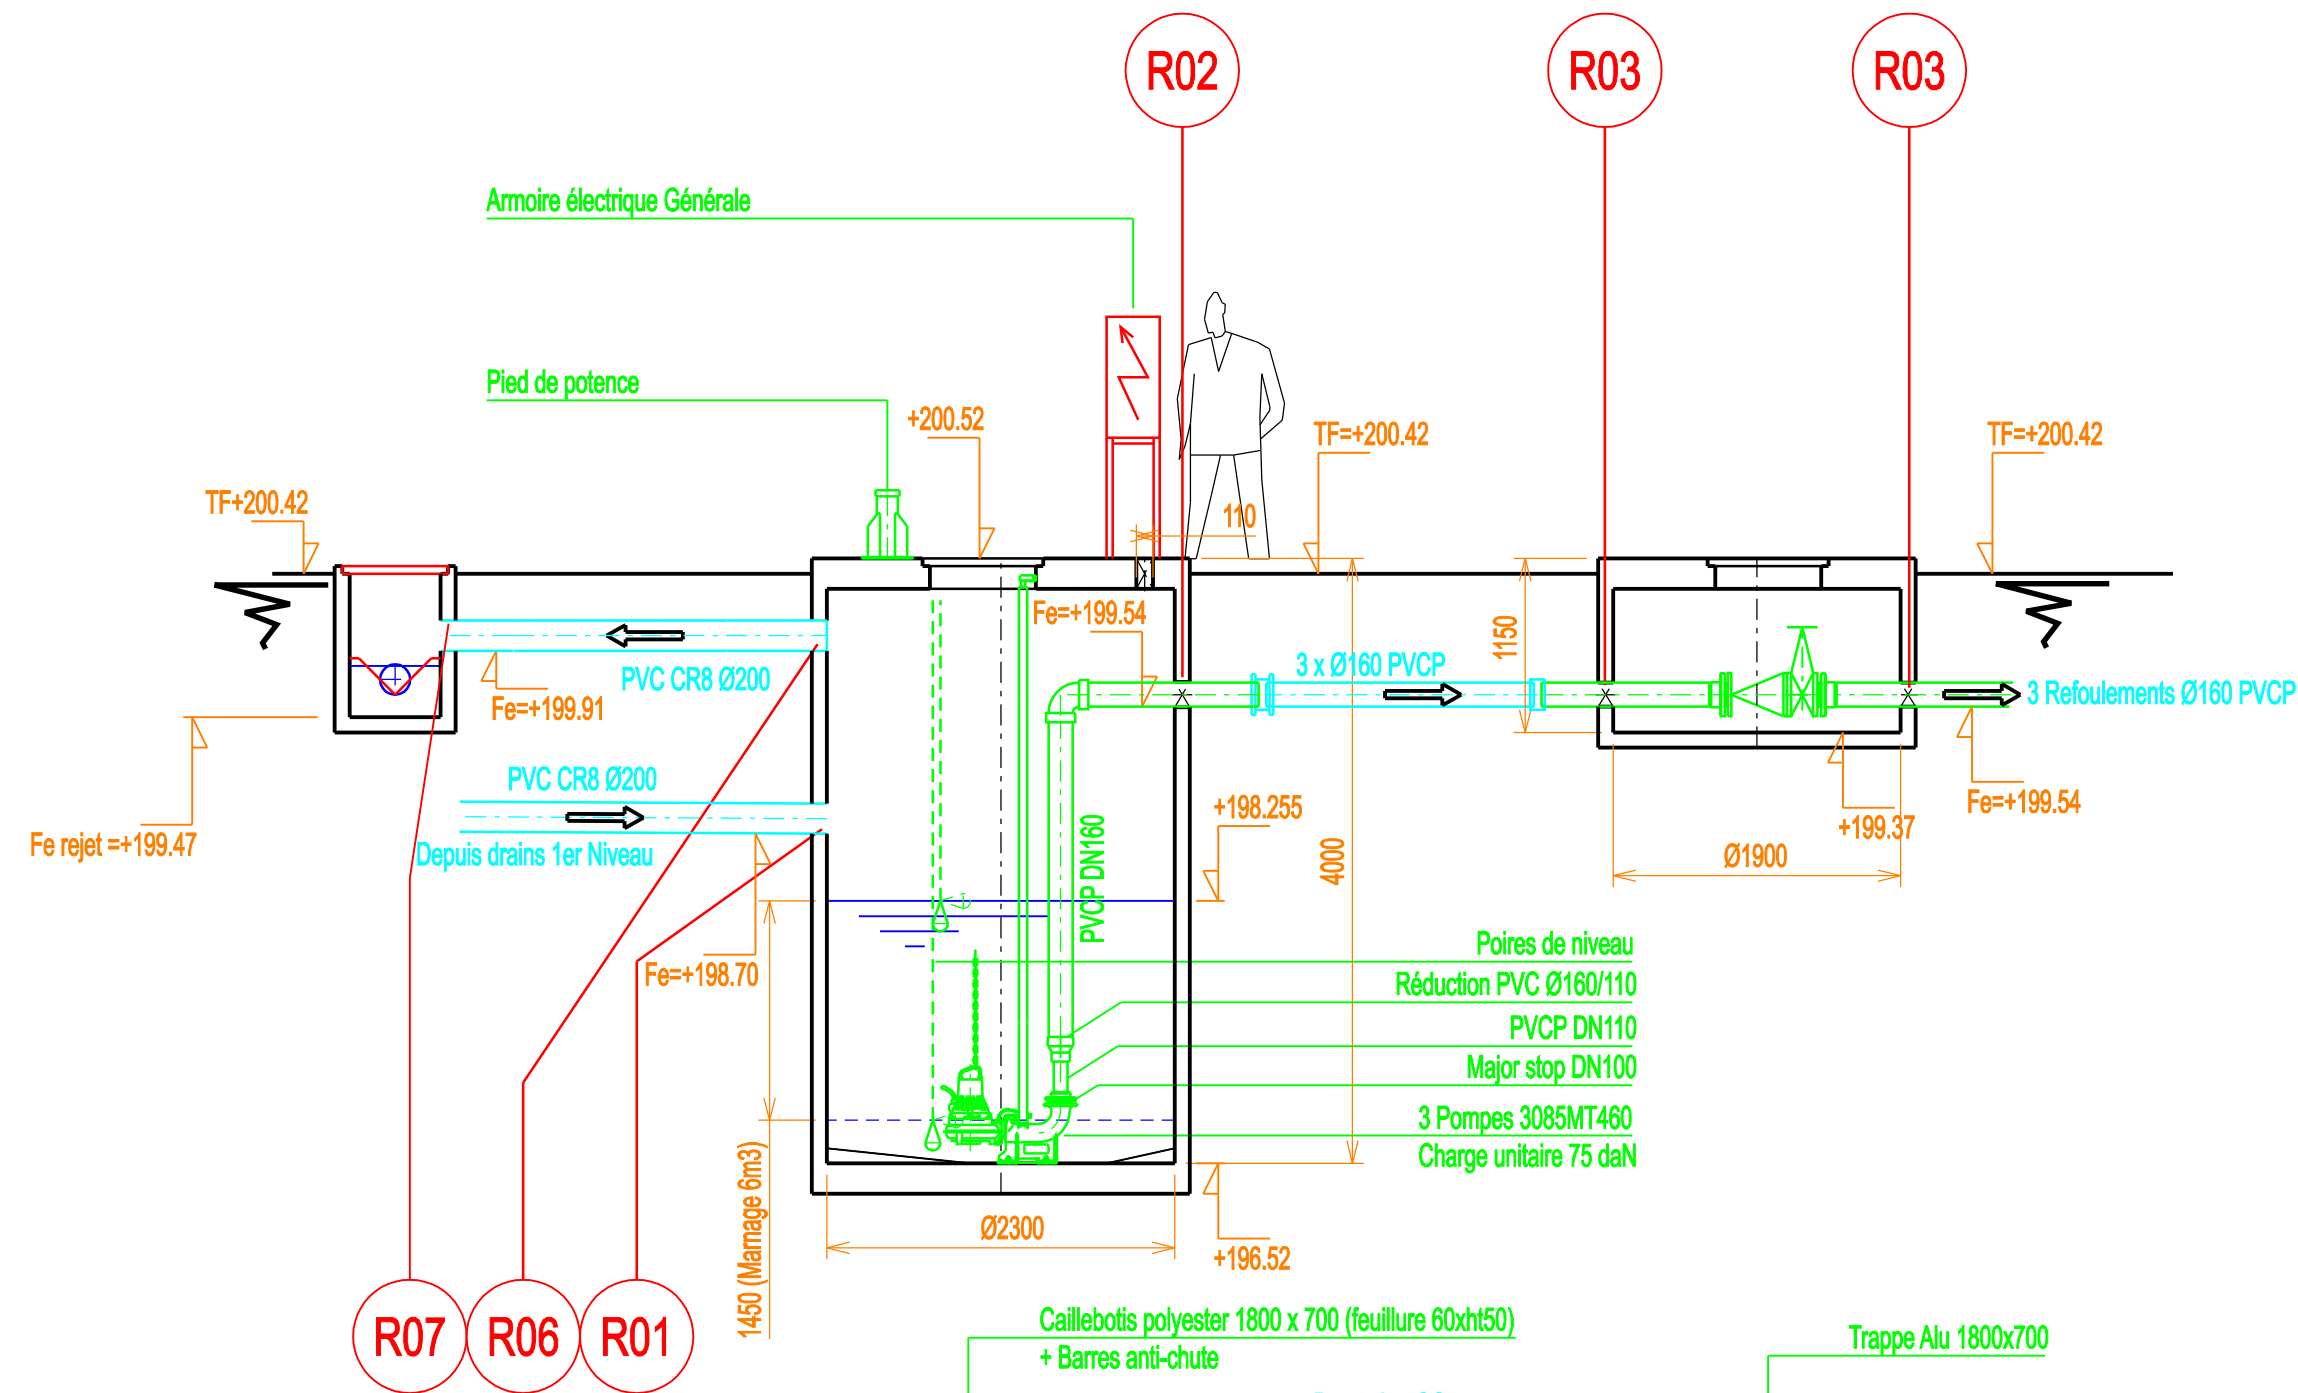 R02
R03
R03
Armoire électrique Générale
Pied de potence
+200.52
TF=+200.42
TF=+200.42
TF+200.42
110
Fe=+199.54
1150
3 x Ø160 PVCP
PVC CR8 Ø200
Fe=+199.91
3 Refoulements Ø160 PVCP
PVC CR8 Ø200
Fe rejet =+199.47
Depuis drains 1er Niveau
+198.255
Fe=+199.54
+199.37
Ø1900
4000
PVCP DN160
Poires de niveau
Fe=+198.70
Réduction PVC Ø160/110
PVCP DN110
Major stop DN100
3 Pompes 3085MT460
Charge unitaire 75 daN
1450 (Marnage 6m3)
Ø2300
+196.52
R07
R06
R01
Caillebotis polyester 1800 x 700 (feuillure 60xht50)
+ Barres anti-chute
Trappe Alu 1800x700